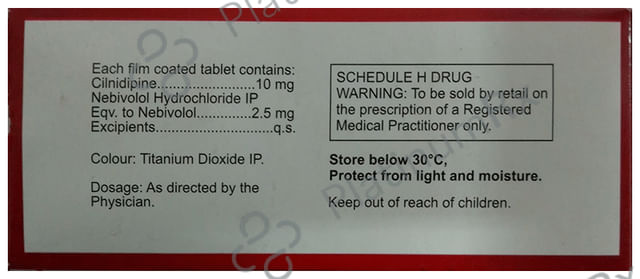 Each film coated tablet contains:
Cilnidipine.......................10 mg
Nebivolol Hydrochloride IP
Eqv. to Nebivolol..............2.5 mg
Excipients.............................q.s.
Colour: Titanium Dioxide IP.
Dosage: As directed by the
Physician.
SCHEDULE H DRUG
WARNING: To be sold by retail on
the prescription of a Registered
Medical Practitioner only.
Store below 30°C,
Protect from light and moisture.
Keep out of reach of children.